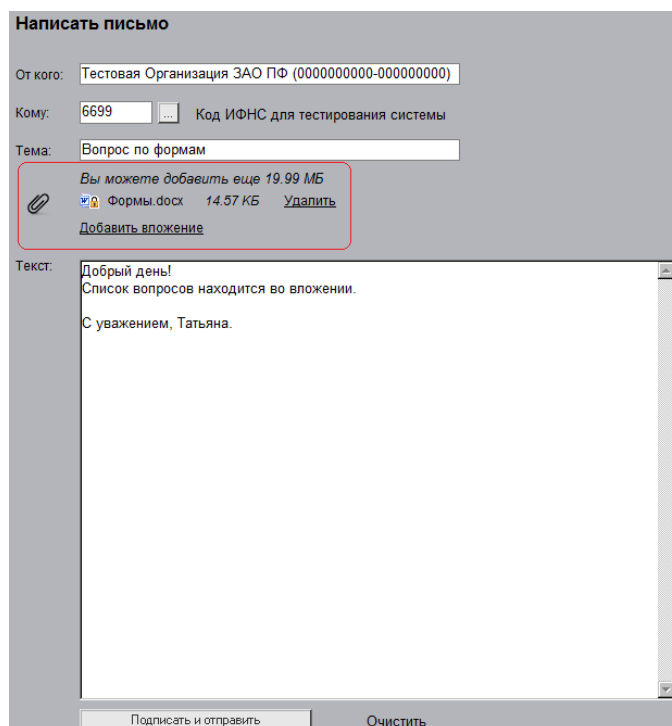 Написать письмо
От кого: Тестовая Организация ЗАО ПФ (0000000000-000000000)
Кому: 6699 ... Код ИФНС для тестирования системы
Тема: Вопрос по формам
Вы можете добавить еще 19.99 МБ
Формы.docx 14.57 КБ Удалить
Добавить вложение
Текст: Добрый день!
Список вопросов находится во вложении.
С уважением, Татьяна.
Подписать и отправить Очистить